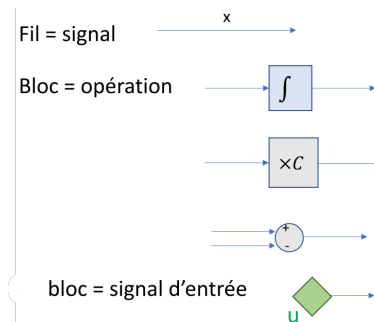 x
Fil = signal
Bloc = opération
∫
×C
+
-
bloc = signal d'entrée
u